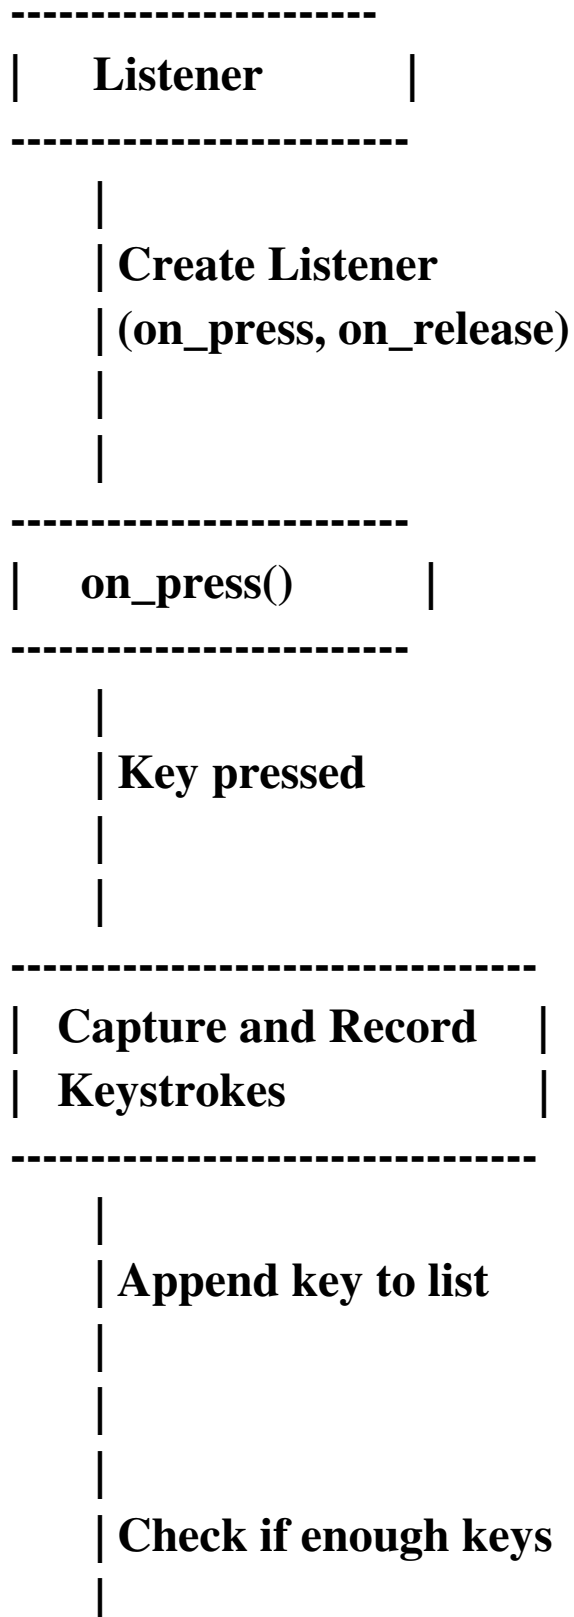 -----------------------
|      Listener           |
-------------------------
|
| Create Listener
| (on_press, on_release)
|
|
-------------------------
|     on_press()         |
-------------------------
|
| Key pressed
|
|
---------------------------------
|   Capture and Record    |
|   Keystrokes                   |
---------------------------------
|
| Append key to list
|
|
|
| Check if enough keys
|